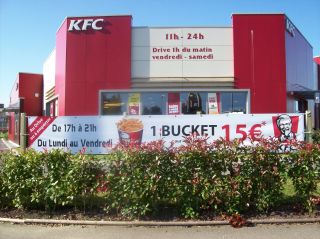 KFC
11h - 24h
Drive 1h du matin
vendredi - samedi
De 17h à 21h
Du Lundi au Vendredi
1 BUCKET 15€
KFC